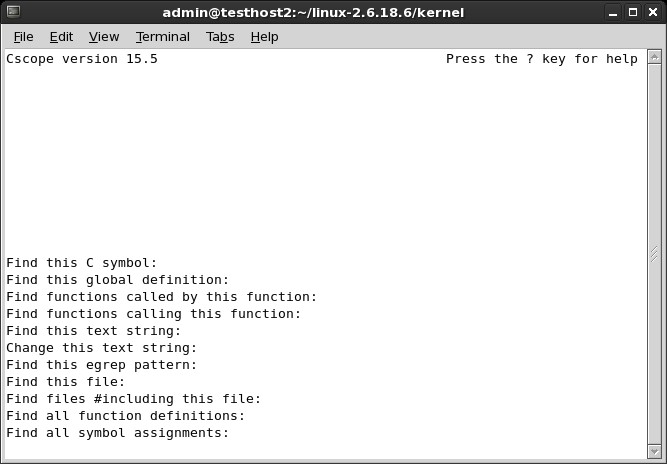 admin@testhost2:~/linux-2.6.18.6/kernel
File Edit View Terminal Tabs Help
Cscope version 15.5 Press the ? key for help
Find this C symbol:
Find this global definition:
Find functions called by this function:
Find functions calling this function:
Find this text string:
Change this text string:
Find this egrep pattern:
Find this file:
Find files #including this file:
Find all function definitions:
Find all symbol assignments: